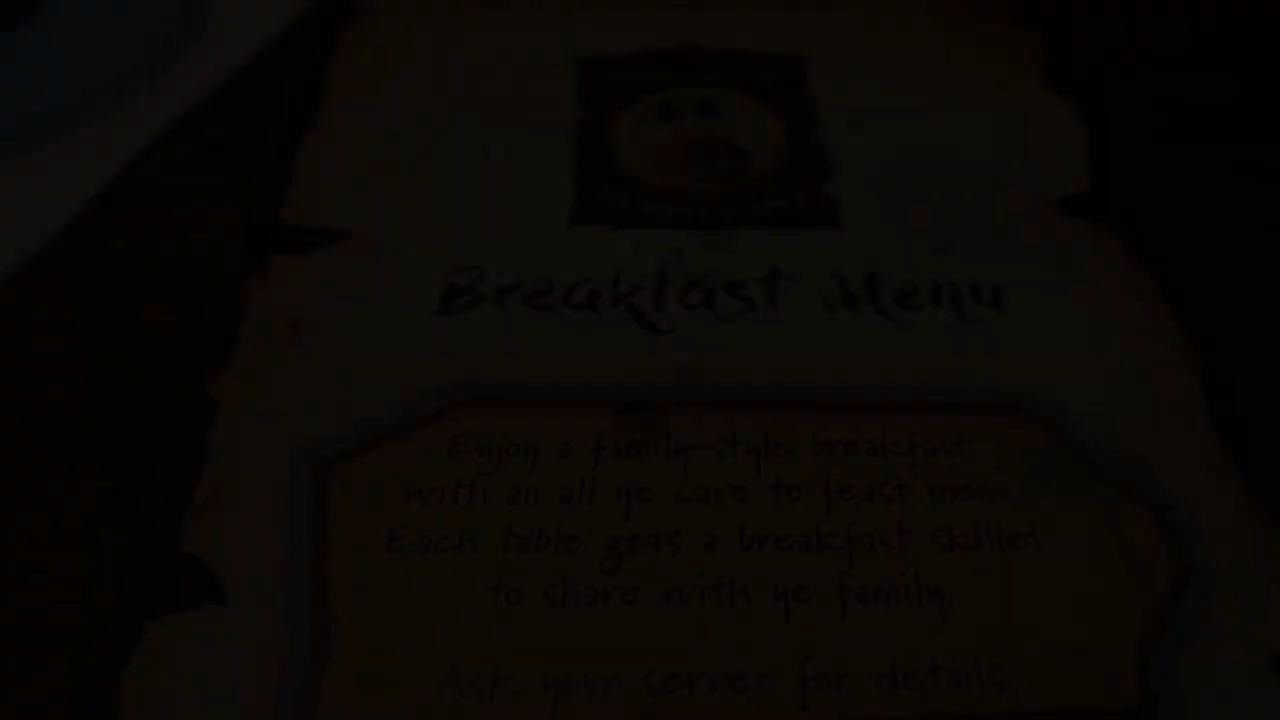 Breakfast Menu
Enjoy a family-style breakfast
with an all ye care to feast menu.
Each table gets a breakfast skillet
to share with ye family.
Ask your server for details.